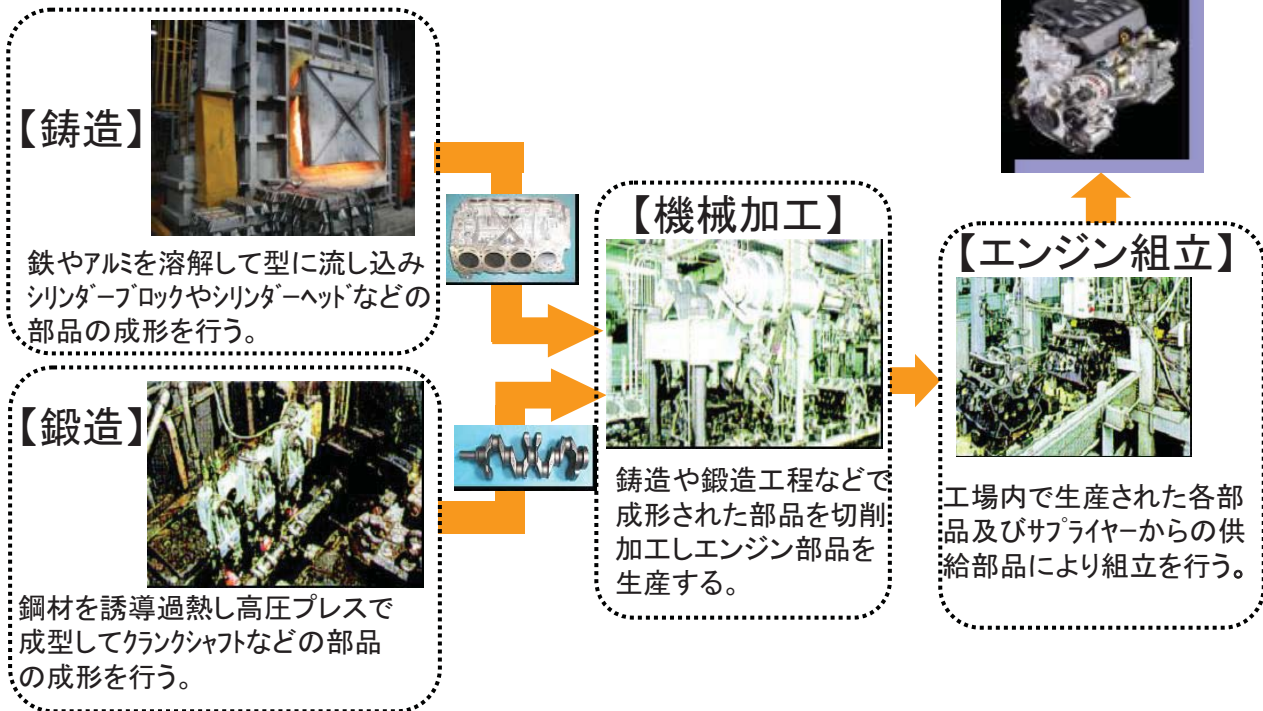 【鋳造】
鉄やアルミを溶解して型に流し込み
シリンダーブロックやシリンダーヘッドなどの
部品の成形を行う。
【鍛造】
鋼材を誘導過熱し高圧プレスで
成型してクランクシャフトなどの部品
の成形を行う。
【機械加工】
鋳造や鍛造工程などで
成形された部品を切削
加工しエンジン部品を
生産する。
【エンジン組立】
工場内で生産された各部
品及びサプライヤーからの供
給部品により組立を行う。